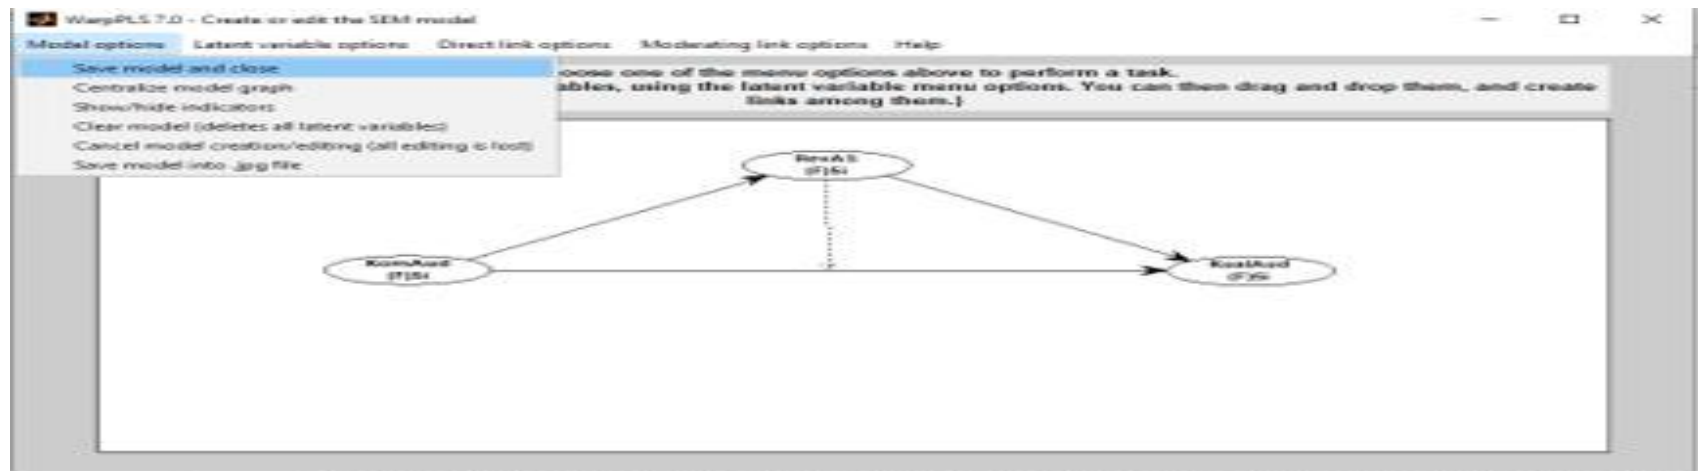 WarpPLS 7.0 - Create or edit the SEM model
Model options Latent variable options Direct link options Moderating link options Help
Save model and close
Centralize model graph
Show/hide indicators
Clear model (deletes all latent variables)
Cancel model creation/editing (all editing is lost)
Save model into .jpg file
oose one of the menu options above to perform a task.
ables, using the latent variable menu options. You can then drag and drop them, and create
links among them.)
KomAud
KualAud